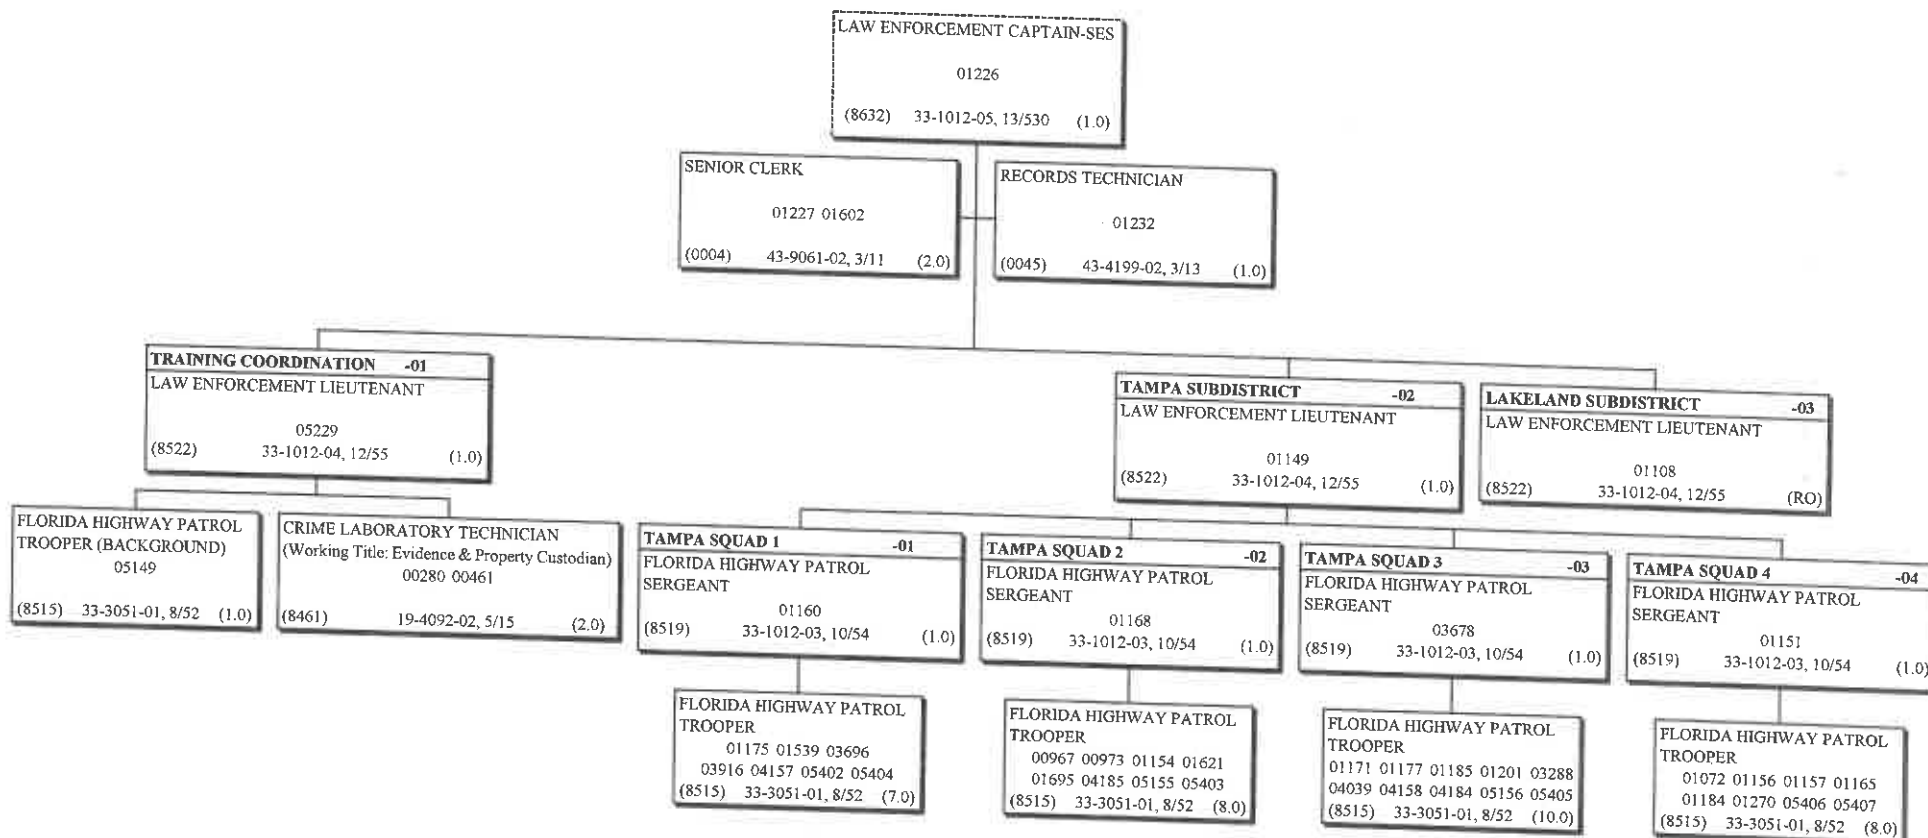 LAW ENFORCEMENT CAPTAIN-SES
01226
(8632) 33-1012-05, 13/530 (1.0)
SENIOR CLERK
01227 01602
(0004) 43-9061-02, 3/11 (2.0)
RECORDS TECHNICIAN
01232
(0045) 43-4199-02, 3/13 (1.0)
TRAINING COORDINATION -01
LAW ENFORCEMENT LIEUTENANT
05229
(8522) 33-1012-04, 12/55 (1.0)
TAMPA SUBDISTRICT -02
LAW ENFORCEMENT LIEUTENANT
01149
(8522) 33-1012-04, 12/55 (1.0)
LAKELAND SUBDISTRICT -03
LAW ENFORCEMENT LIEUTENANT
01108
(8522) 33-1012-04, 12/55 (RO)
FLORIDA HIGHWAY PATROL
TROOPER (BACKGROUND)
05149
(8515) 33-3051-01, 8/52 (1.0)
CRIME LABORATORY TECHNICIAN
(Working Title: Evidence & Property Custodian)
00280 00461
(8461) 19-4092-02, 5/15 (2.0)
TAMPA SQUAD 1 -01
FLORIDA HIGHWAY PATROL
SERGEANT
01160
(8519) 33-1012-03, 10/54 (1.0)
TAMPA SQUAD 2 -02
FLORIDA HIGHWAY PATROL
SERGEANT
01168
(8519) 33-1012-03, 10/54 (1.0)
TAMPA SQUAD 3 -03
FLORIDA HIGHWAY PATROL
SERGEANT
03678
(8519) 33-1012-03, 10/54 (1.0)
TAMPA SQUAD 4 -04
FLORIDA HIGHWAY PATROL
SERGEANT
01151
(8519) 33-1012-03, 10/54 (1.0)
FLORIDA HIGHWAY PATROL
TROOPER
01175 01539 03696
03916 04157 05402 05404
(8515) 33-3051-01, 8/52 (7.0)
FLORIDA HIGHWAY PATROL
TROOPER
00967 00973 01154 01621
01695 04185 05155 05403
(8515) 33-3051-01, 8/52 (8.0)
FLORIDA HIGHWAY PATROL
TROOPER
01171 01177 01185 01201 03288
04039 04158 04184 05156 05405
(8515) 33-3051-01, 8/52 (10.0)
FLORIDA HIGHWAY PATROL
TROOPER
01072 01156 01157 01165
01184 01270 05406 05407
(8515) 33-3051-01, 8/52 (8.0)